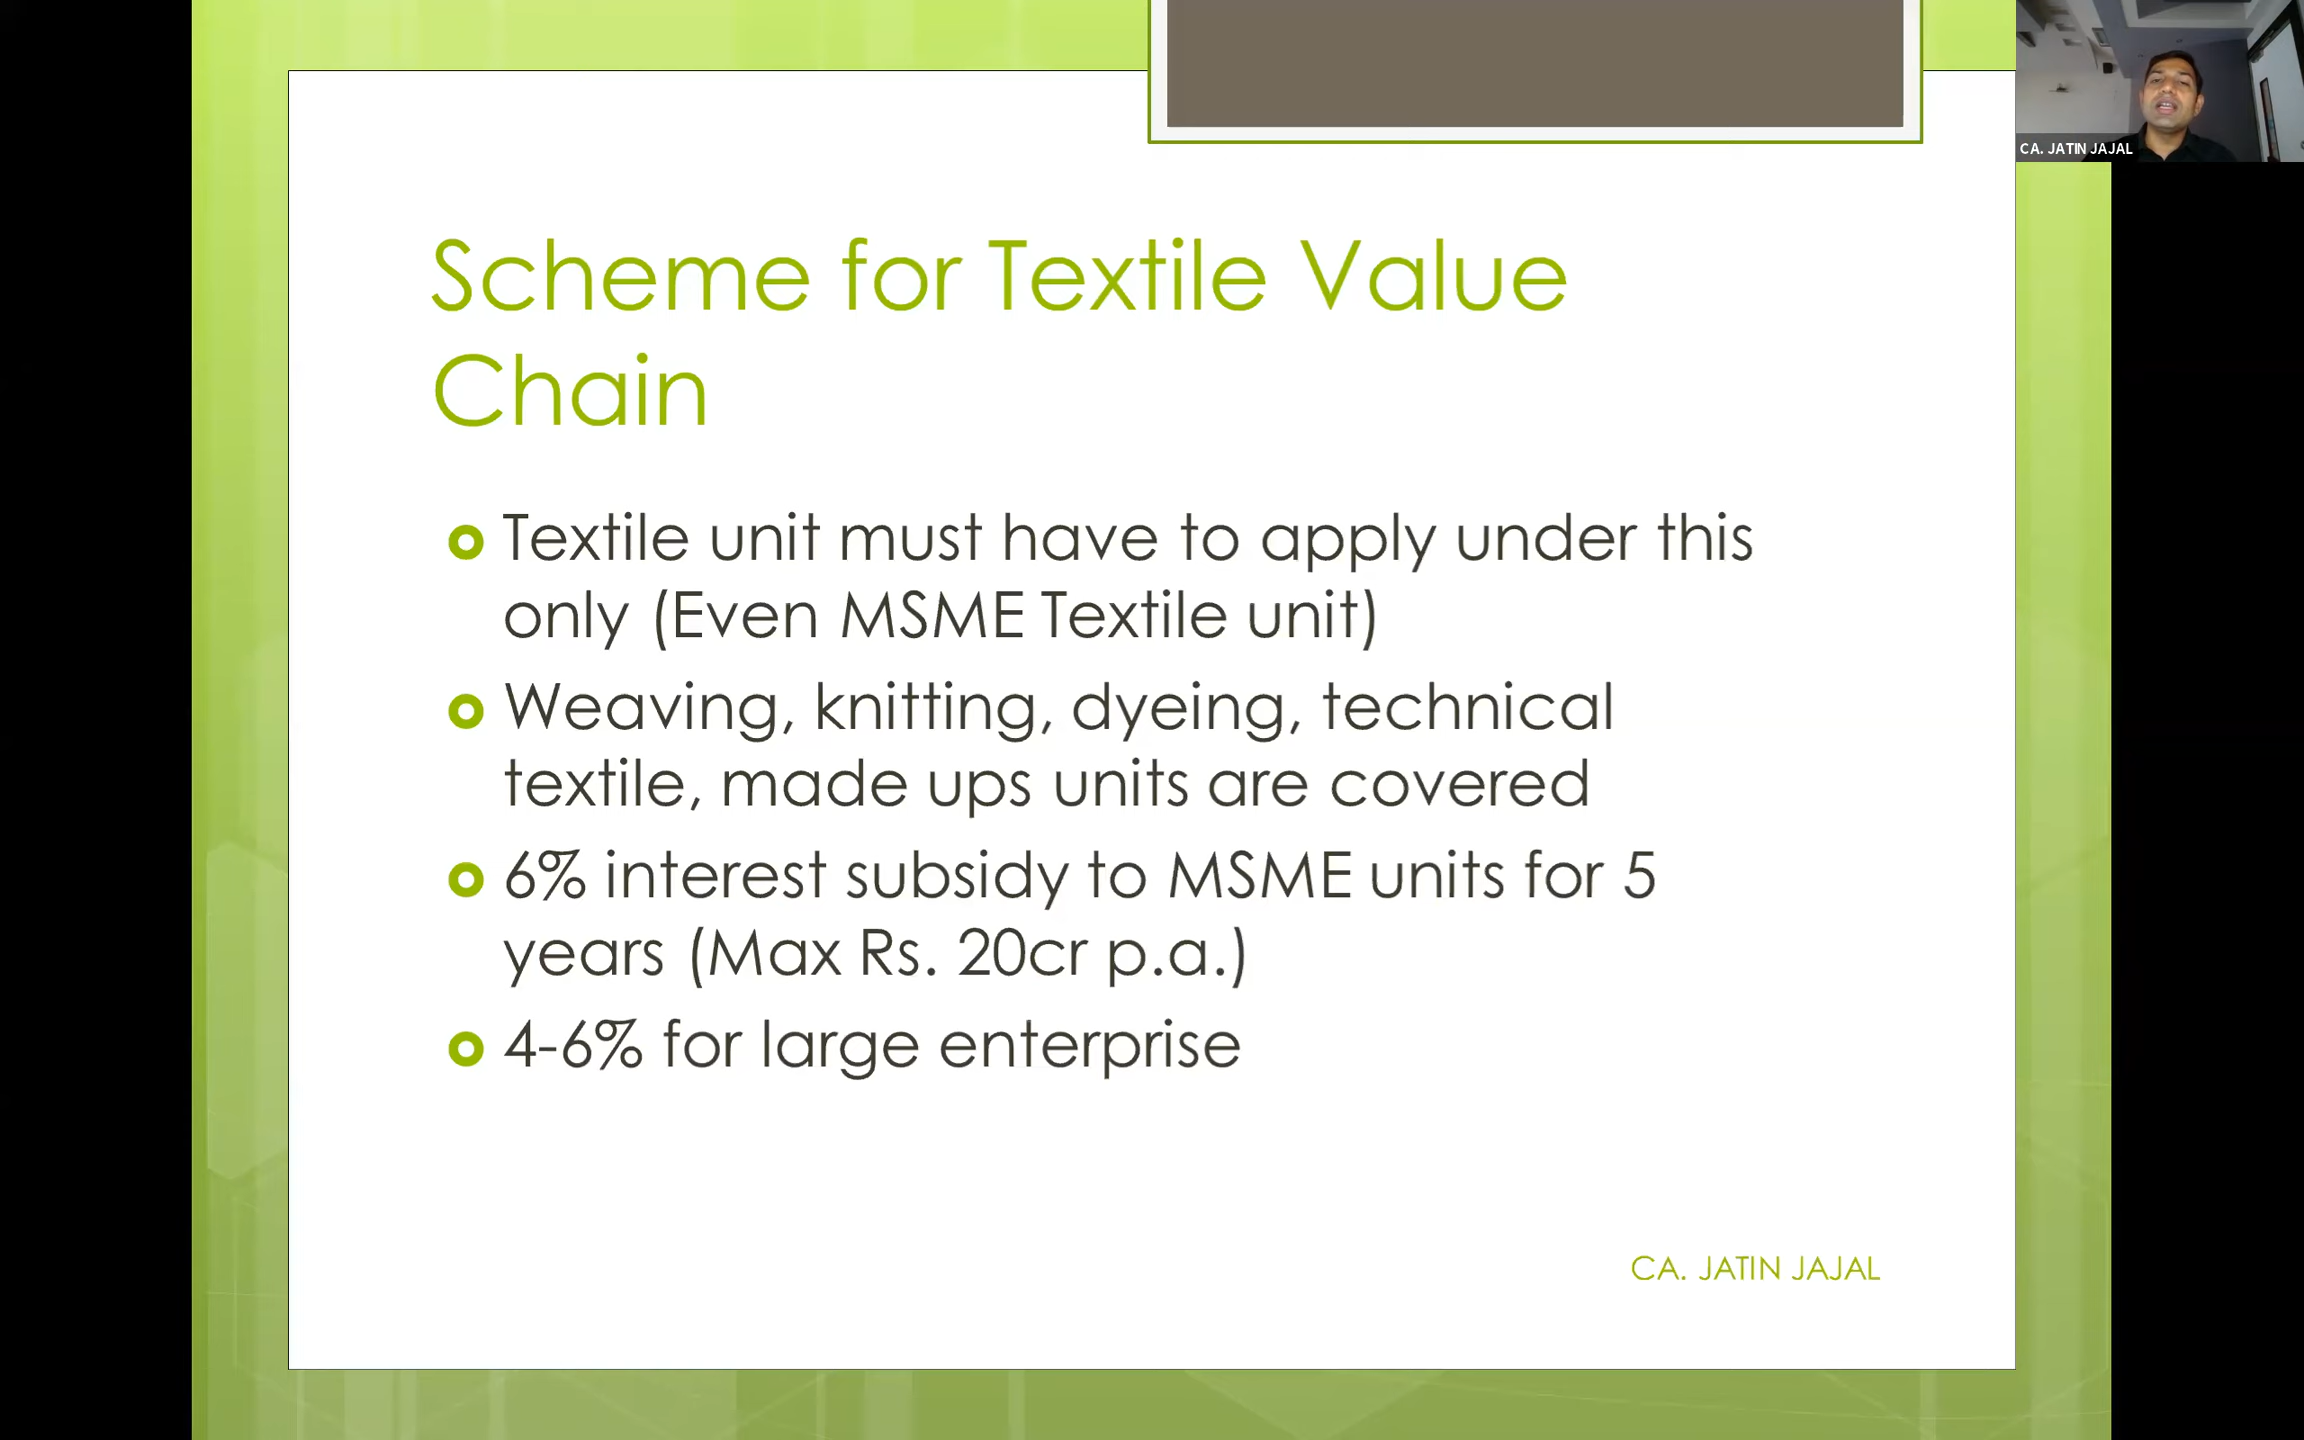 CA. JATIN JAJAL
Scheme for Textile Value
Chain
Textile unit must have to apply under this
only (Even MSME Textile unit)
Weaving, knitting, dyeing, technical
textile, made ups units are covered
6% interest subsidy to MSME units for 5
years (Max Rs. 20cr p.a.)
4-6% for large enterprise
CA. JATIN JAJAL